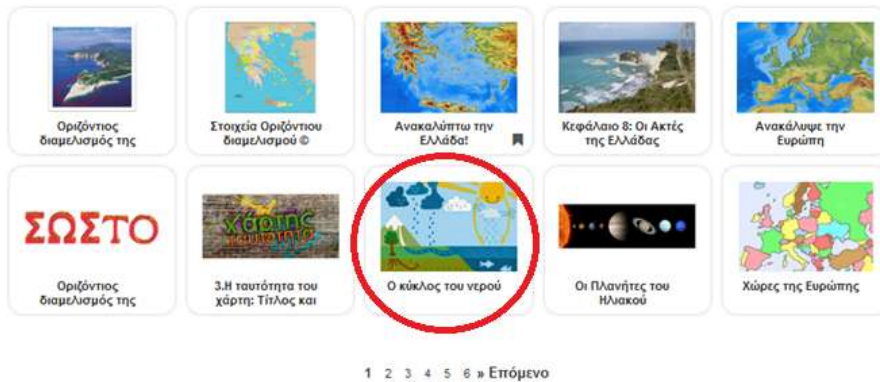 Οριζόντιος
διαμελισμός της
Στοιχεία Οριζόντιου
διαμελισμού ©
Ανακαλύπτω την
Ελλάδα!
Κεφάλαιο 8: Οι Ακτές
της Ελλάδας
Ανακάλυψε την
Ευρώπη
ΣΩΣΤΟ
Οριζόντιος
διαμελισμός της
χάρτης
ταυτότητα
3.Η ταυτότητα του
χάρτη: Τίτλος και
Ο κύκλος του νερού
Οι Πλανήτες του
Ηλιακού
Χώρες της Ευρώπης
1 2 3 4 5 6 » Επόμενο